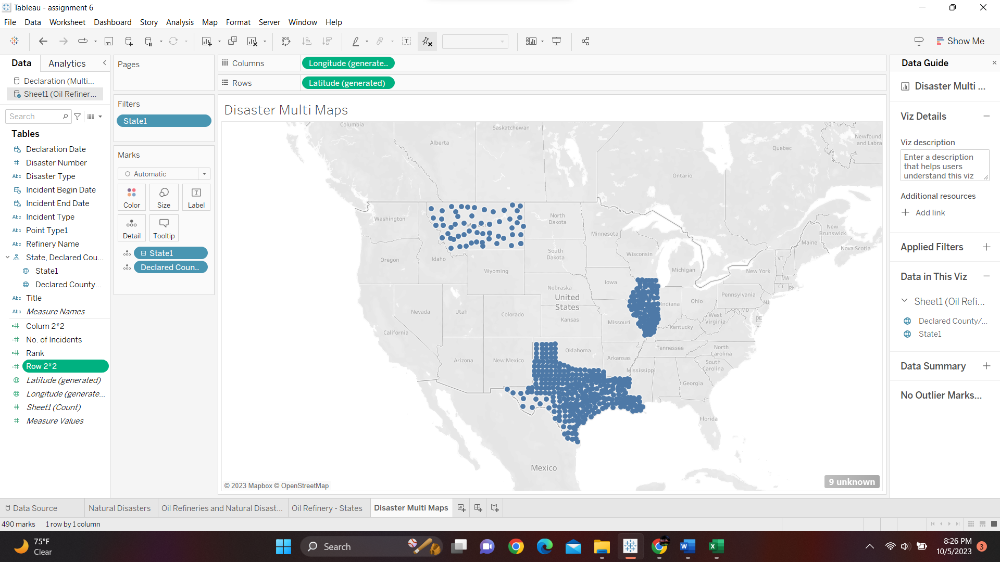 Tableau - assignment 6
File Data Worksheet Dashboard Story Analysis Map Format Server Window Help
Show Me
Data Analytics
Declaration (Multi...
Sheet1 (Oil Refiner...
Search
Tables
Declaration Date
Disaster Number
Abc Disaster Type
Incident Begin Date
Incident End Date
Abc Incident Type
Abc Point Type1
Abc Refinery Name
State, Declared Cou...
State1
Declared County...
Abc Title
Abc Measure Names
Colum 2*2
No. of Incidents
Rank
Row 2*2
Latitude (generated)
Longitude (generate...
Sheet1 (Count)
Measure Values
Pages
Filters
State1
Marks
Automatic
Color Size Label
Detail Tooltip
State1
Declared Coun..
Columns Longitude (generate..
Rows Latitude (generated)
Disaster Multi Maps
Columbia
Saskatchewan
Alberta
Newfoundl
and Labra
Quebec
Ontario
Washington
North
Dakota
Minnesota
New
Brunswick
Maine
Nova Scotia
South
Dakota
Wisconsin
Oregon
Idaho
Wyoming
Michigan
VT
New York
Iowa
MA
CT
Nebraska
United
States
Indiana
Ohio
Pennsylvania
NJ
MD
DE
Nevada
Utah
Colorado
Kansas
Missouri
West
Virginia
Kentucky
California
Tennessee
North
Carolina
Arizona
New Mexico
Oklahoma
Arkansas
South
Carolina
Mississippi
Georgia
Florida
Mexico
© 2023 Mapbox © OpenStreetMap
9 unknown
Data Guide
Disaster Multi ...
Viz Details
Viz description
Enter a description
that helps users
understand this viz
Additional resources
Add link
Applied Filters
Data in This Viz
Sheet1 (Oil Refi...
Declared County/...
State1
Data Summary
No Outlier Marks...
Data Source Natural Disasters Oil Refineries and Natural Disast... Oil Refinery - States Disaster Multi Maps
490 marks 1 row by 1 column
75°F
Clear
Search
8:26 PM
10/5/2023
3